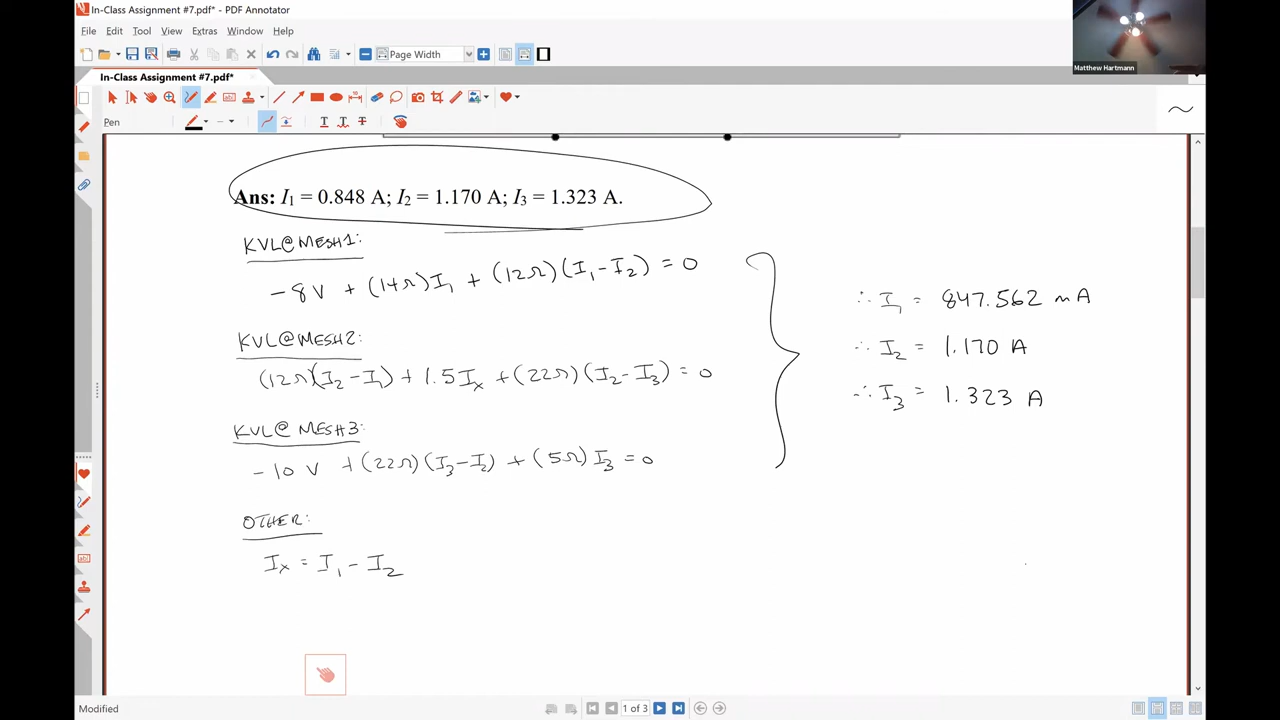 In-Class Assignment #7.pdf* - PDF Annotator
File Edit Tool View Extras Window Help
Page Width
In-Class Assignment #7.pdf*
Pen
T T T
Matthew Hartmann
Ans: I₁ = 0.848 A; I₂ = 1.170 A; I₃ = 1.323 A.
KVL@MESH1:
-8V + (14Ω)I₁ + (12Ω)(I₁-I₂) = 0
KVL@MESH2:
(12Ω)(I₂-I₁) + 1.5Iₓ + (22Ω)(I₂-I₃) = 0
KVL@MESH3:
-10 V + (22Ω)(I₃-I₂) + (5Ω)I₃ = 0
OTHER:
Iₓ = I₁ - I₂
∴ I₁ = 847.562 mA
∴ I₂ = 1.170 A
∴ I₃ = 1.323 A
Modified
1 of 3